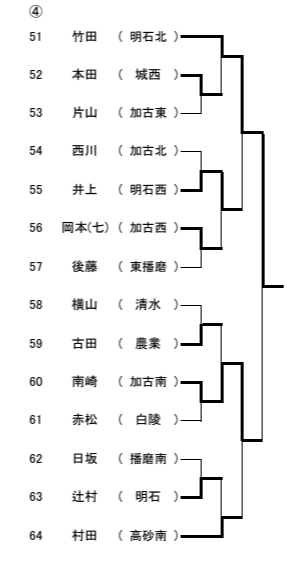 ④
51 竹田 ( 明石北 )
52 本田 ( 城西 )
53 片山 ( 加古東 )
54 西川 ( 加古北 )
55 井上 ( 明石西 )
56 岡本(七) ( 加古西 )
57 後藤 ( 東播磨 )
58 横山 ( 清水 )
59 古田 ( 農業 )
60 南崎 ( 加古南 )
61 赤松 ( 白陵 )
62 日坂 ( 播磨南 )
63 辻村 ( 明石 )
64 村田 ( 高砂南 )